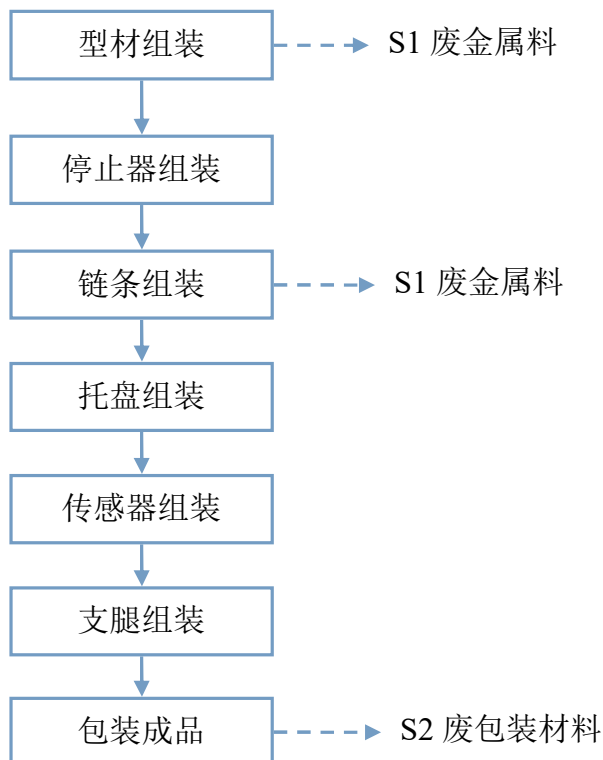 型材组装
S1 废金属料
停止器组装
链条组装
S1 废金属料
托盘组装
传感器组装
支腿组装
包装成品
S2 废包装材料